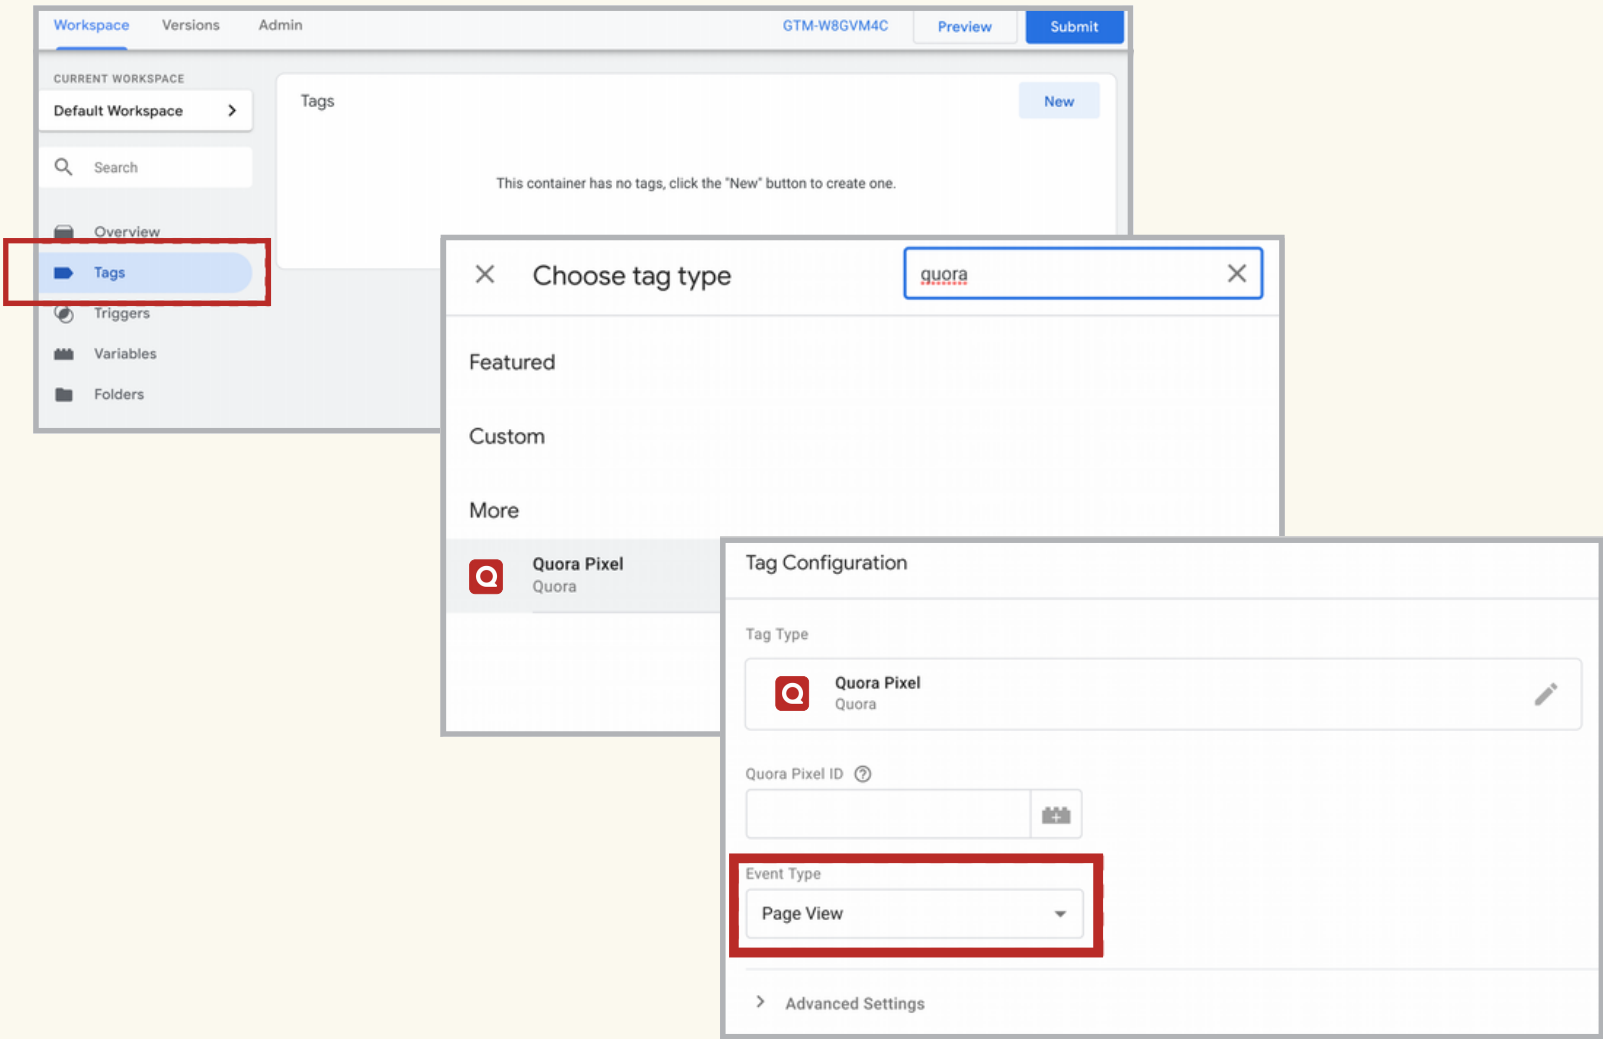 Workspace Versions Admin GTM-W8GVM4C Preview Submit
CURRENT WORKSPACE
Default Workspace
Tags New
Search
This container has no tags, click the "New" button to create one.
Overview
Tags
Triggers
Variables
Folders
Choose tag type quora
Featured
Custom
More
Quora Pixel
Quora
Tag Configuration
Tag Type
Quora Pixel
Quora
Quora Pixel ID
Event Type
Page View
Advanced Settings